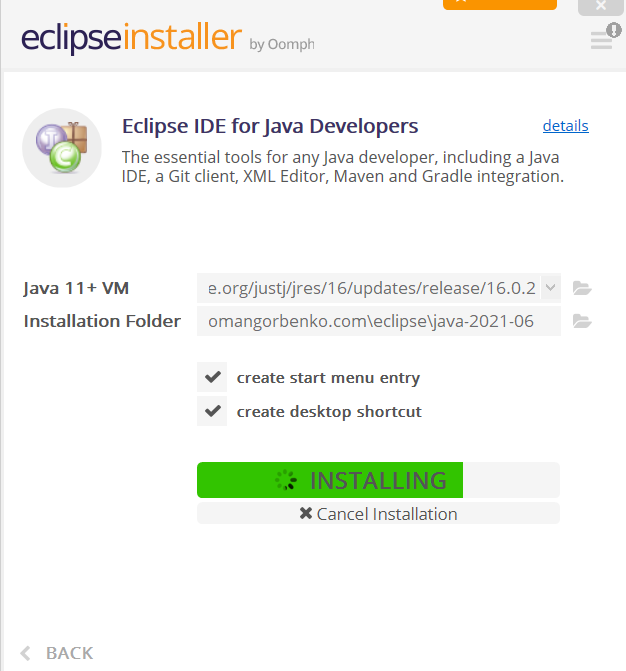 eclipseinstaller by Oomph
Eclipse IDE for Java Developers details
The essential tools for any Java developer, including a Java
IDE, a Git client, XML Editor, Maven and Gradle integration.
Java 11+ VM e.org/justj/jres/16/updates/release/16.0.2
Installation Folder omangorbenko.com\eclipse\java-2021-06
create start menu entry
create desktop shortcut
INSTALLING
Cancel Installation
BACK